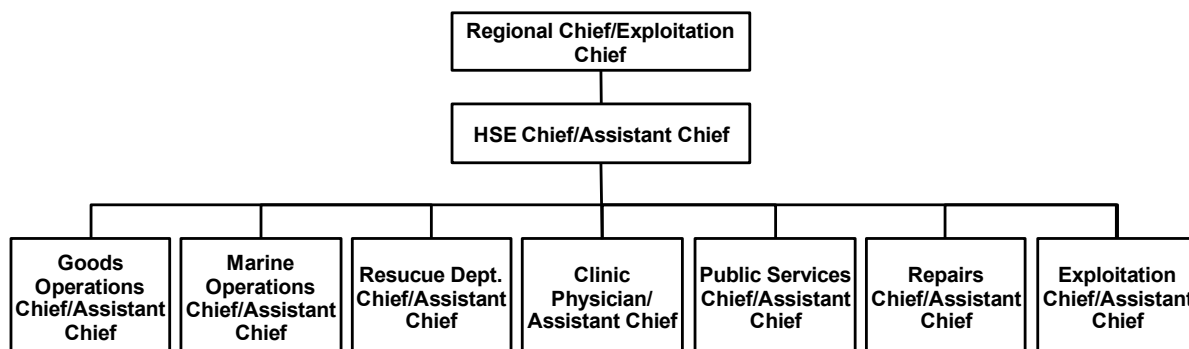 Regional Chief/Exploitation
Chief
HSE Chief/Assistant Chief
Goods
Operations
Chief/Assistant
Chief
Marine
Operations
Chief/Assistant
Chief
Resucue Dept.
Chief/Assistant
Chief
Clinic
Physician/
Assistant Chief
Public Services
Chief/Assistant
Chief
Repairs
Chief/Assistant
Chief
Exploitation
Chief/Assistant
Chief